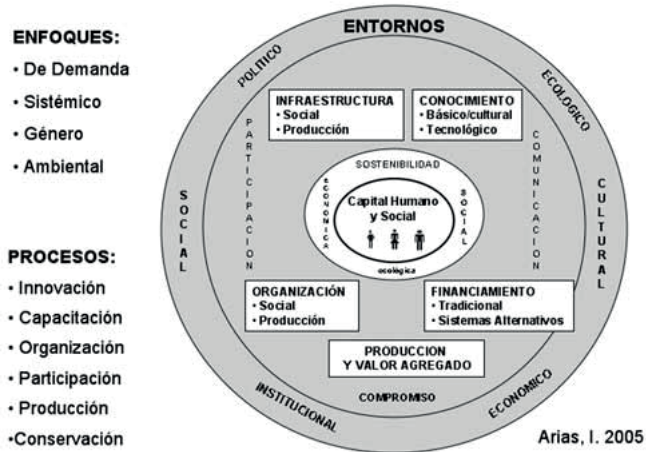 ENFOQUES:
• De Demanda
• Sistémico
• Género
• Ambiental
PROCESOS:
• Innovación
• Capacitación
• Organización
• Participación
• Producción
•Conservación
ENTORNOS
POLITICO
ECOLOGICO
SOCIAL
CULTURAL
INSTITUCIONAL
ECONOMICO
PARTICIPACION
COMUNICACION
COMPROMISO
INFRAESTRUCTURA
• Social
• Producción
CONOCIMIENTO
• Básico/cultural
• Tecnológico
SOSTENIBILIDAD
económica
SOCIAL
ecológica
Capital Humano
y Social
ORGANIZACIÓN
• Social
• Producción
FINANCIAMIENTO
• Tradicional
• Sistemas Alternativos
PRODUCCION
Y VALOR AGREGADO
Arias, I. 2005